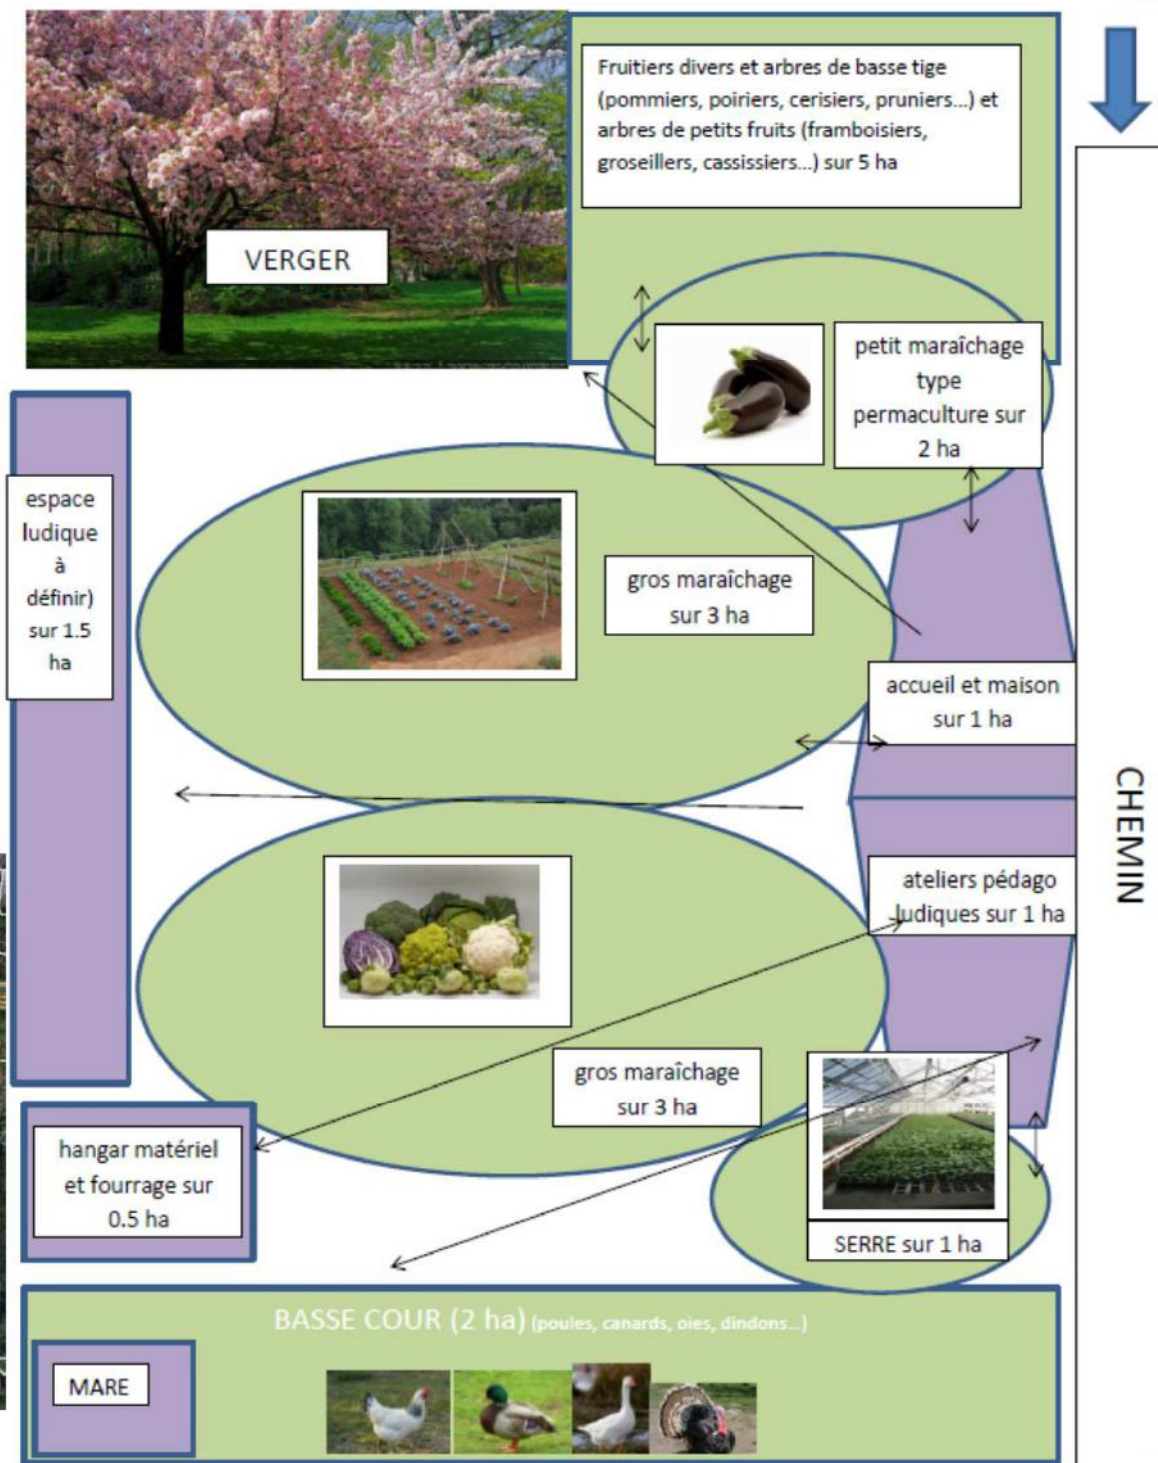 Fruitiers divers et arbres de basse tige
(pommiers, poiriers, cerisiers, pruniers...) et
arbres de petits fruits (framboisiers,
groseillers, cassissiers...) sur 5 ha
VERGER
petit maraîchage
type
permaculture sur
2 ha
espace
ludique
à
définir)
sur 1.5
ha
gros maraîchage
sur 3 ha
accueil et maison
sur 1 ha
CHEMIN
ateliers pédago
ludiques sur 1 ha
gros maraîchage
sur 3 ha
hangar matériel
et fourrage sur
0.5 ha
SERRE sur 1 ha
BASSE COUR (2 ha) (poules, canards, oies, dindons...)
MARE